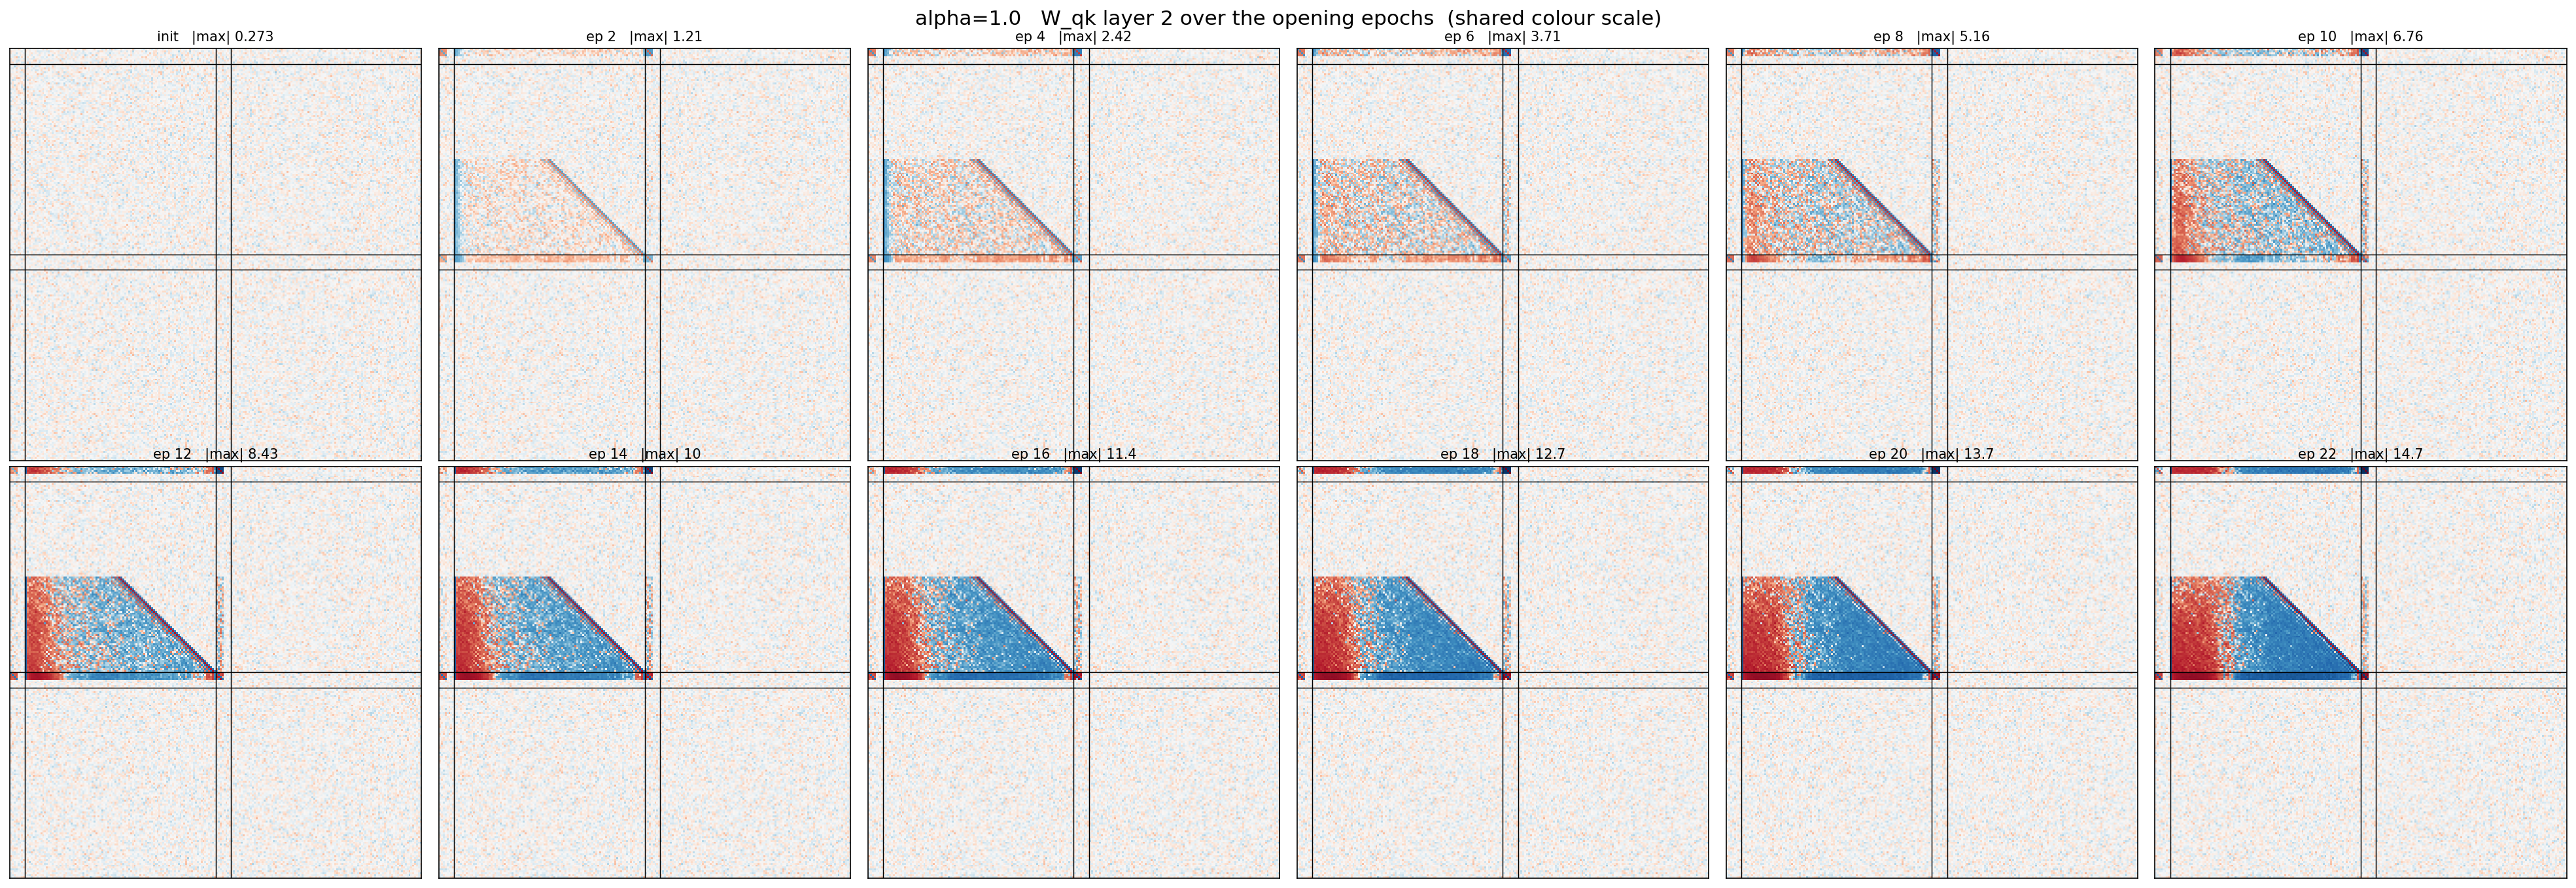 alpha=1.0   W_qk layer 2 over the opening epochs  (shared colour scale)
init   |max| 0.273
ep 2   |max| 1.21
ep 4   |max| 2.42
ep 6   |max| 3.71
ep 8   |max| 5.16
ep 10   |max| 6.76
ep 12   |max| 8.43
ep 14   |max| 10
ep 16   |max| 11.4
ep 18   |max| 12.7
ep 20   |max| 13.7
ep 22   |max| 14.7